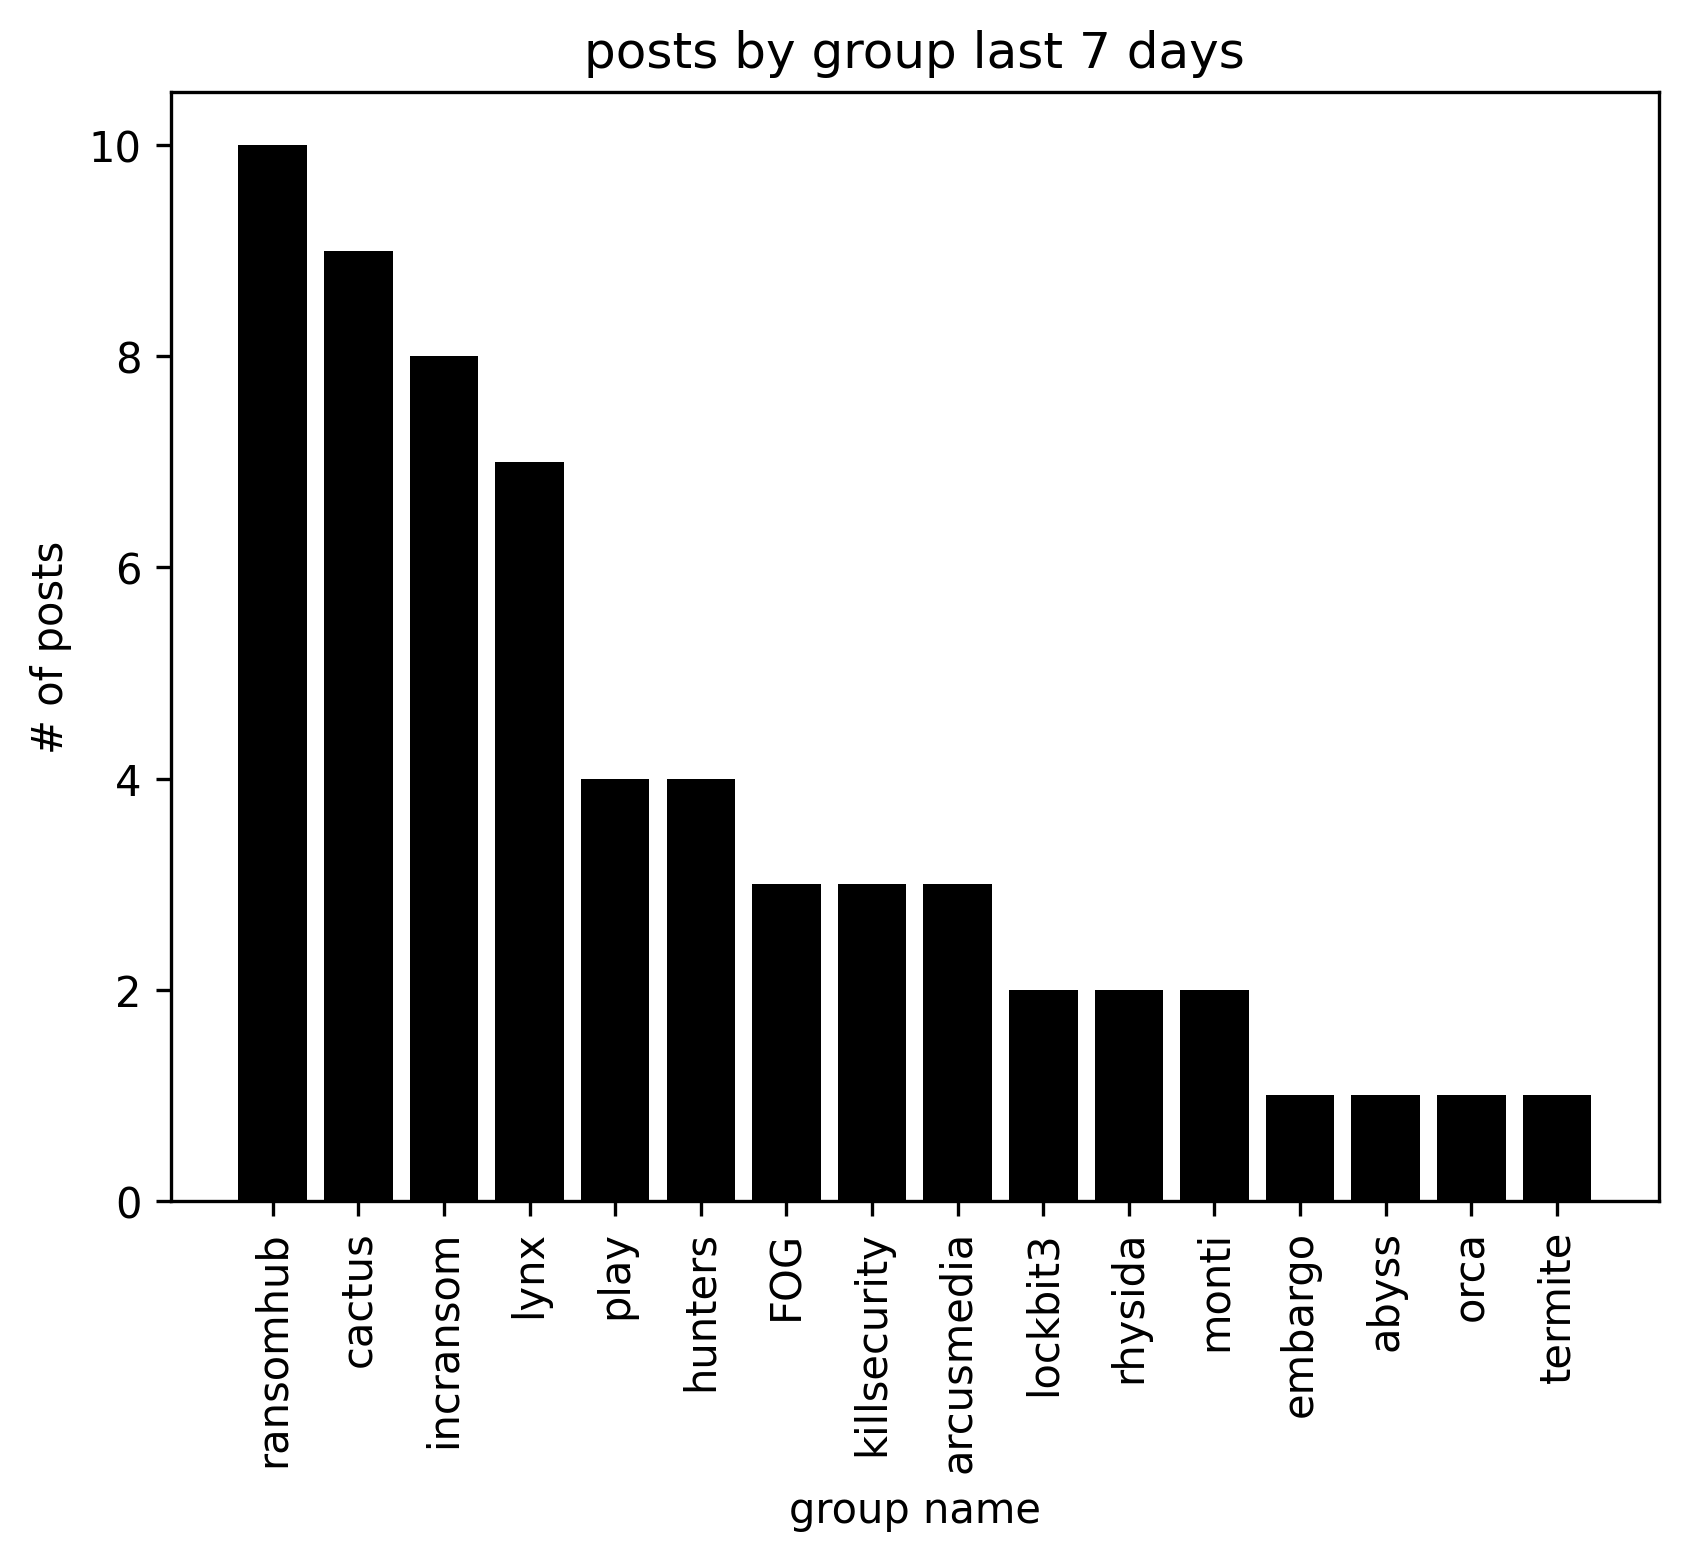 posts by group last 7 days
10
8
6
4
2
0
# of posts
ransomhub
cactus
incransom
lynx
play
hunters
FOG
killsecurity
arcusmedia
lockbit3
rhysida
monti
embargo
abyss
orca
termite
group name